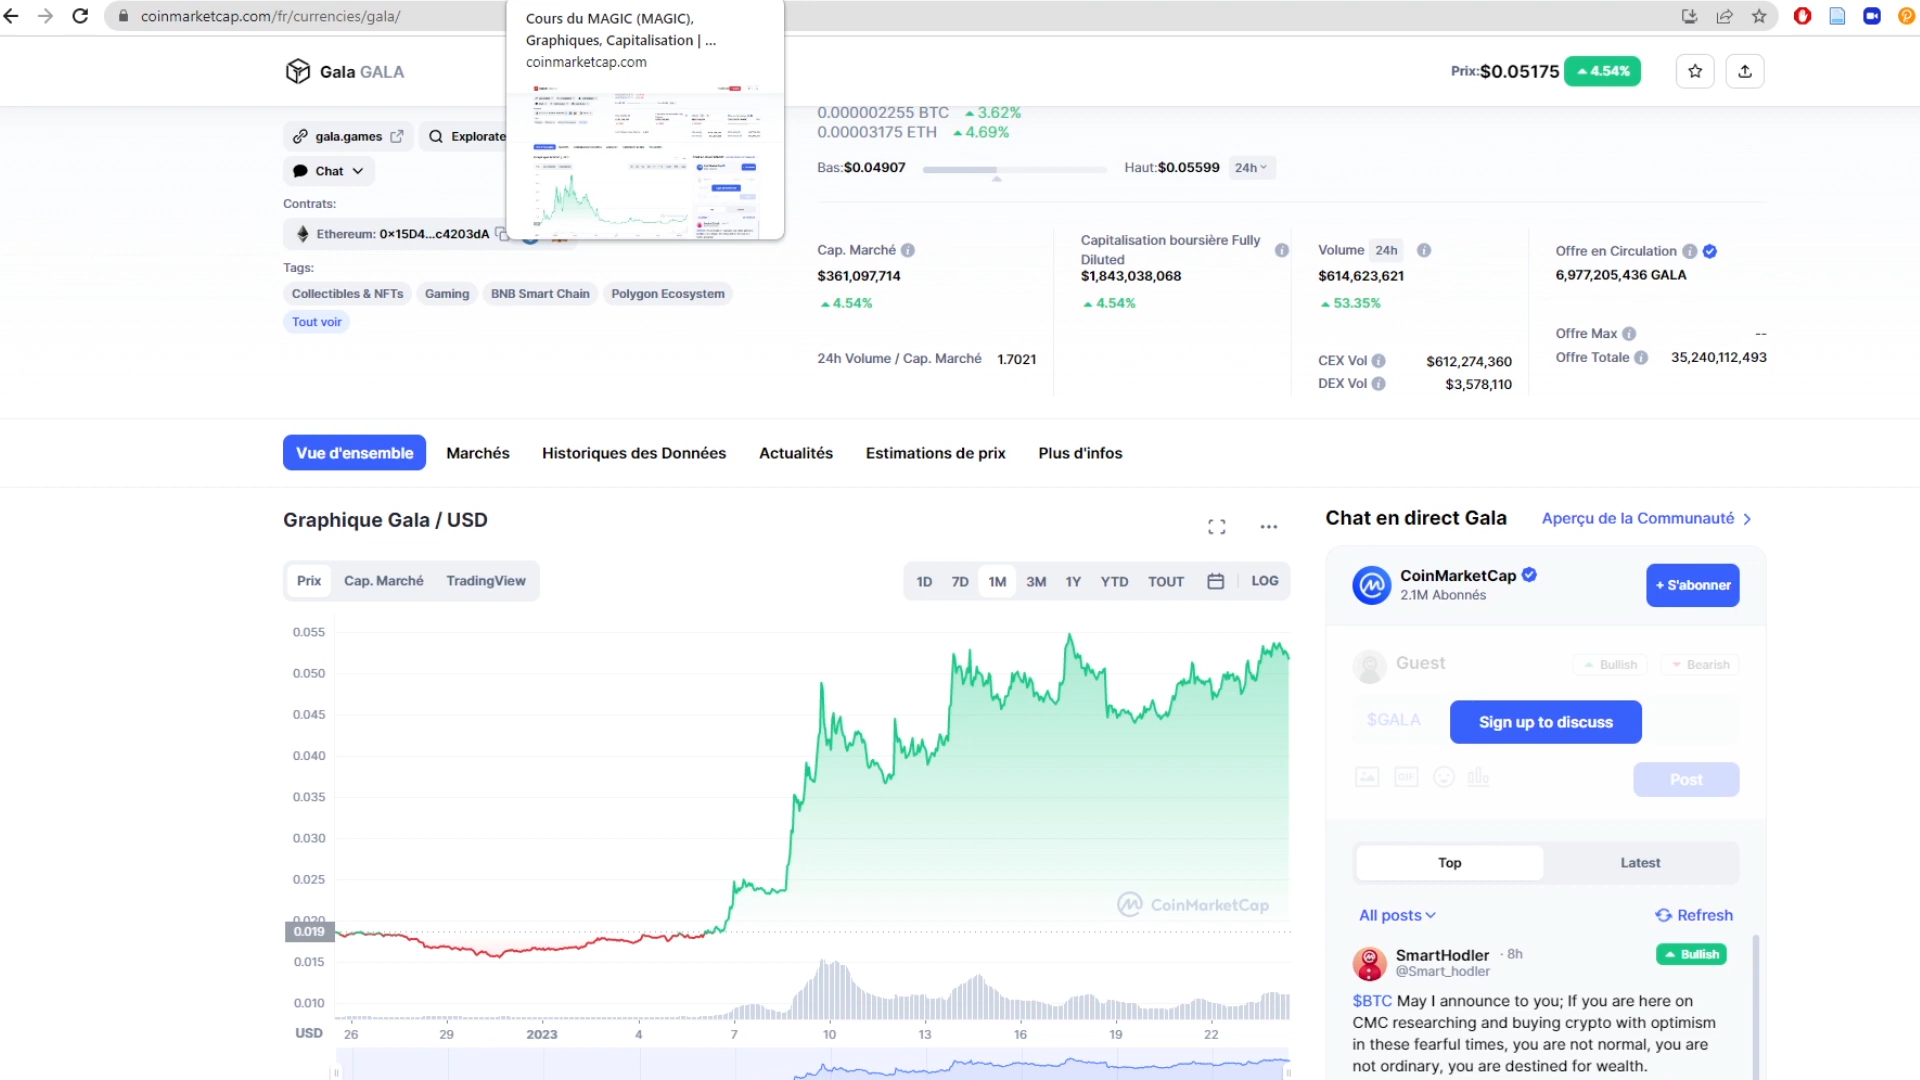 coinmarketcap.com/fr/currencies/gala/
Cours du MAGIC (MAGIC),
Graphiques, Capitalisation | ...
coinmarketcap.com
Gala GALA
Prix:$0.05175 4.54%
0.000002255 BTC 3.62%
0.00003175 ETH 4.69%
gala.games
Explorate
Chat
Bas:$0.04907
Haut:$0.05599
24h
Contrats:
Ethereum: 0x15D4...c4203dA
Tags:
Collectibles & NFTs
Gaming
BNB Smart Chain
Polygon Ecosystem
Tout voir
Cap. Marché
$361,097,714
4.54%
24h Volume / Cap. Marché 1.7021
Capitalisation boursière Fully
Diluted
$1,843,038,068
4.54%
Volume 24h
$614,623,621
53.35%
CEX Vol $612,274,360
DEX Vol $3,578,110
Offre en Circulation
6,977,205,436 GALA
Offre Max --
Offre Totale 35,240,112,493
Vue d'ensemble
Marchés
Historiques des Données
Actualités
Estimations de prix
Plus d'infos
Graphique Gala / USD
Prix
Cap. Marché
TradingView
1D 7D 1M 3M 1Y YTD TOUT LOG
0.055
0.050
0.045
0.040
0.035
0.030
0.025
0.020
0.019
0.015
0.010
USD 26 29 2023 4 7 10 13 16 19 22
CoinMarketCap
Chat en direct Gala
Aperçu de la Communauté
CoinMarketCap
2.1M Abonnés
+ S'abonner
Guest
Bullish
Bearish
$GALA
Sign up to discuss
GIF
Post
Top
Latest
All posts
Refresh
SmartHodler · 8h
@Smart_hodler
Bullish
$BTC May I announce to you; If you are here on
CMC researching and buying crypto with optimism
in these fearful times, you are not normal, you are
not ordinary, you are destined for wealth.